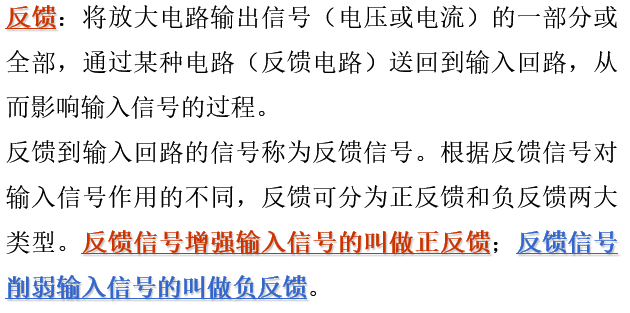 反馈：将放大电路输出信号（电压或电流）的一部分或
全部，通过某种电路（反馈电路）送回到输入回路，从
而影响输入信号的过程。
反馈到输入回路的信号称为反馈信号。根据反馈信号对
输入信号作用的不同，反馈可分为正反馈和负反馈两大
类型。反馈信号增强输入信号的叫做正反馈；反馈信号
削弱输入信号的叫做负反馈。